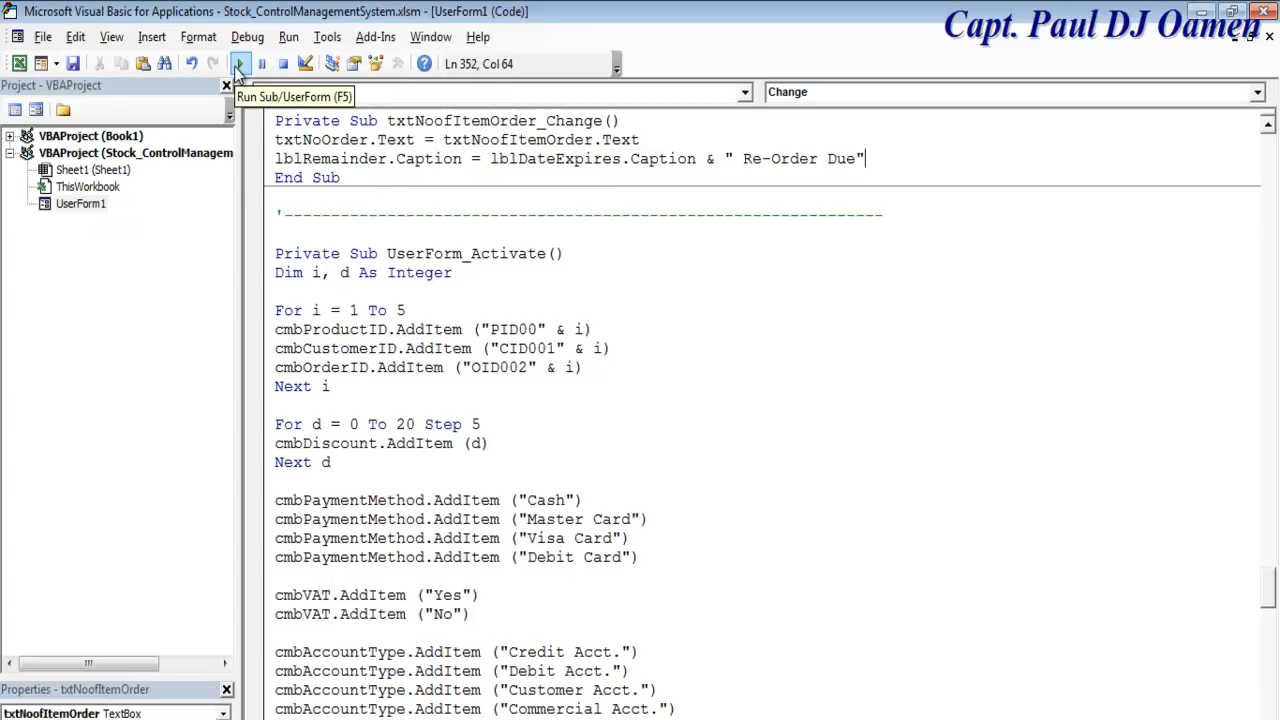 Microsoft Visual Basic for Applications - Stock_ControlManagementSystem.xlsm - [UserForm1 (Code)]
Capt. Paul DJ Oamen
File Edit View Insert Format Debug Run Tools Add-Ins Window Help
Ln 352, Col 64
Project - VBAProject
Run Sub/UserForm (F5)
Change
VBAProject (Book1)
VBAProject (Stock_ControlManagem
Sheet1 (Sheet1)
ThisWorkbook
UserForm1
Private Sub txtNoofItemOrder_Change()
txtNoOrder.Text = txtNoofItemOrder.Text
lblRemainder.Caption = lblDateExpires.Caption & " Re-Order Due"
End Sub
'----------------------------------------------------------------
Private Sub UserForm_Activate()
Dim i, d As Integer
For i = 1 To 5
cmbProductID.AddItem ("PID00" & i)
cmbCustomerID.AddItem ("CID001" & i)
cmbOrderID.AddItem ("OID002" & i)
Next i
For d = 0 To 20 Step 5
cmbDiscount.AddItem (d)
Next d
cmbPaymentMethod.AddItem ("Cash")
cmbPaymentMethod.AddItem ("Master Card")
cmbPaymentMethod.AddItem ("Visa Card")
cmbPaymentMethod.AddItem ("Debit Card")
cmbVAT.AddItem ("Yes")
cmbVAT.AddItem ("No")
cmbAccountType.AddItem ("Credit Acct.")
cmbAccountType.AddItem ("Debit Acct.")
cmbAccountType.AddItem ("Customer Acct.")
cmbAccountType.AddItem ("Commercial Acct.")
Properties - txtNoofItemOrder
txtNoofItemOrder TextBox